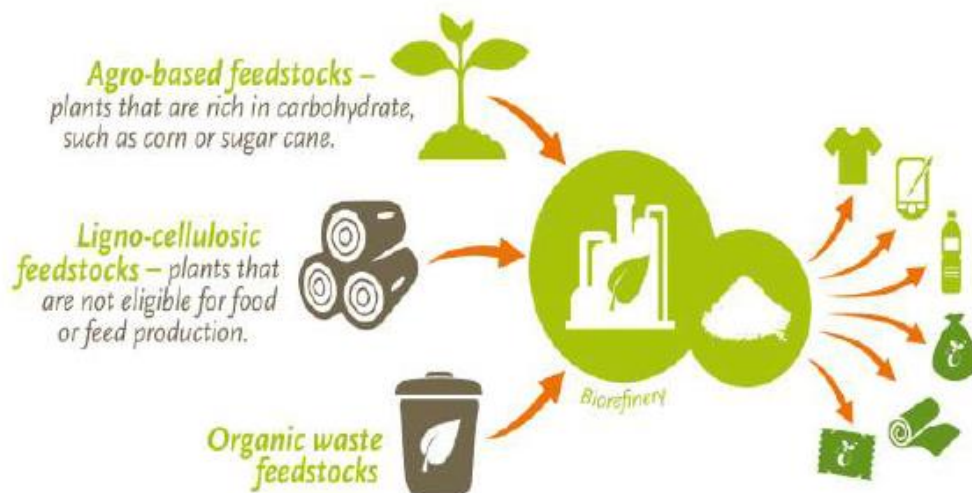 Agro-based feedstocks –
plants that are rich in carbohydrate,
such as corn or sugar cane.
Ligno-cellulosic
feedstocks – plants that
are not eligible for food
or feed production.
Organic waste
feedstocks
Biorefinery